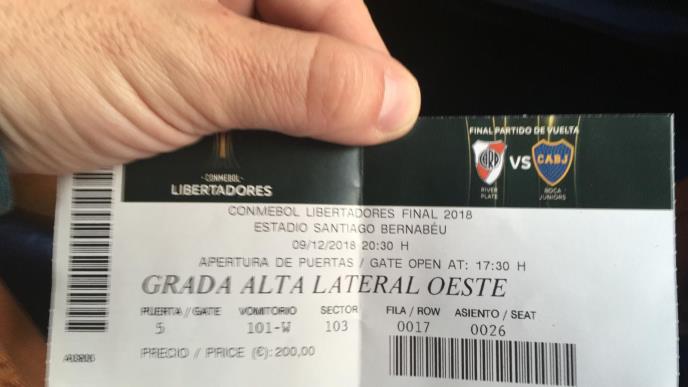 FINAL PARTIDO DE VUELTA
CARP VS CABJ
RIVER PLATE
BOCA JUNIORS
CONMEBOL
LIBERTADORES
CONMEBOL LIBERTADORES FINAL 2018
ESTADIO SANTIAGO BERNABÉU
09/12/2018 20:30 H
APERTURA DE PUERTAS / GATE OPEN AT: 17:30 H
GRADA ALTA LATERAL OESTE
PUERTA / GATE VOMITORIO SECTOR FILA / ROW ASIENTO / SEAT
5 101-W 103 0017 0026
PRECIO / PRICE (€): 200,00